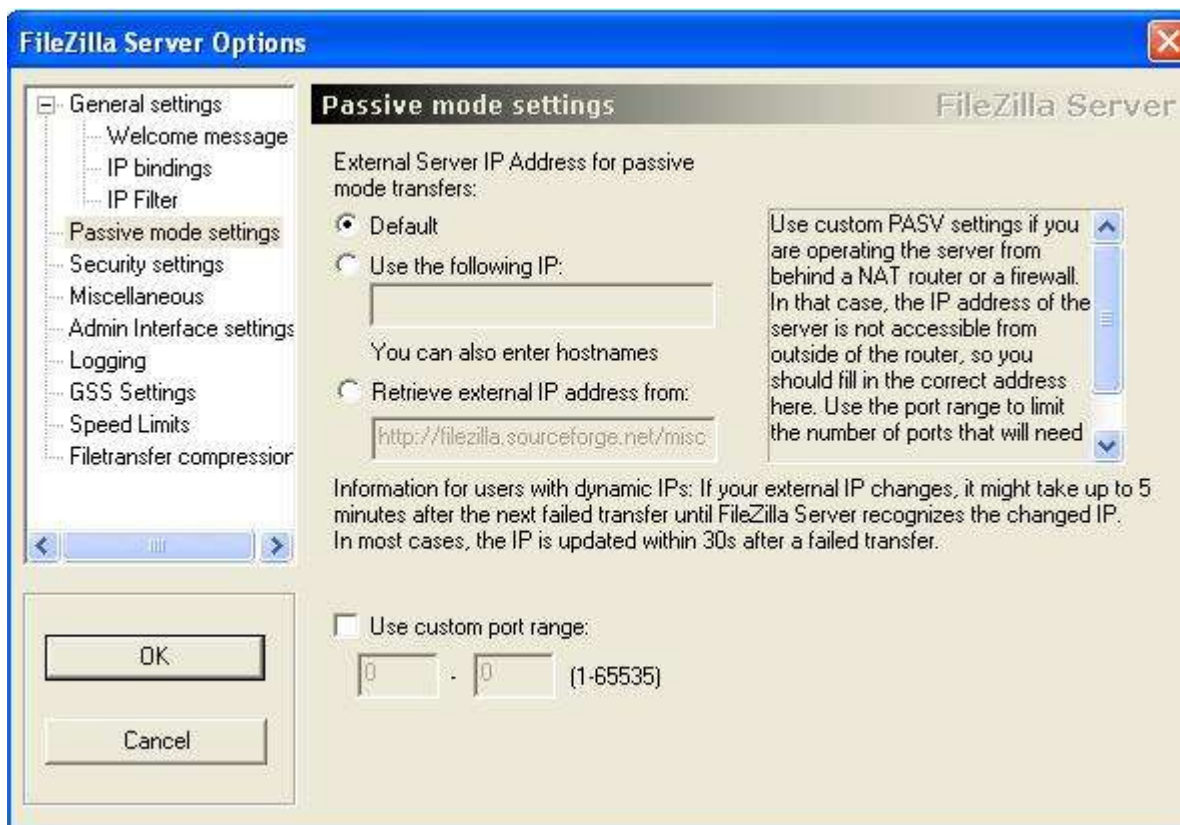 FileZilla Server Options
General settings
Welcome message
IP bindings
IP Filter
Passive mode settings
Security settings
Miscellaneous
Admin Interface settings
Logging
GSS Settings
Speed Limits
Filetransfer compression
OK
Cancel
Passive mode settings
FileZilla Server
External Server IP Address for passive
mode transfers:
Default
Use the following IP:
You can also enter hostnames
Retrieve external IP address from:
http://filezilla.sourceforge.net/misc
Use custom PASV settings if you
are operating the server from
behind a NAT router or a firewall.
In that case, the IP address of the
server is not accessible from
outside of the router, so you
should fill in the correct address
here. Use the port range to limit
the number of ports that will need
Information for users with dynamic IPs: If your external IP changes, it might take up to 5
minutes after the next failed transfer until FileZilla Server recognizes the changed IP.
In most cases, the IP is updated within 30s after a failed transfer.
Use custom port range:
0 - 0 (1-65535)